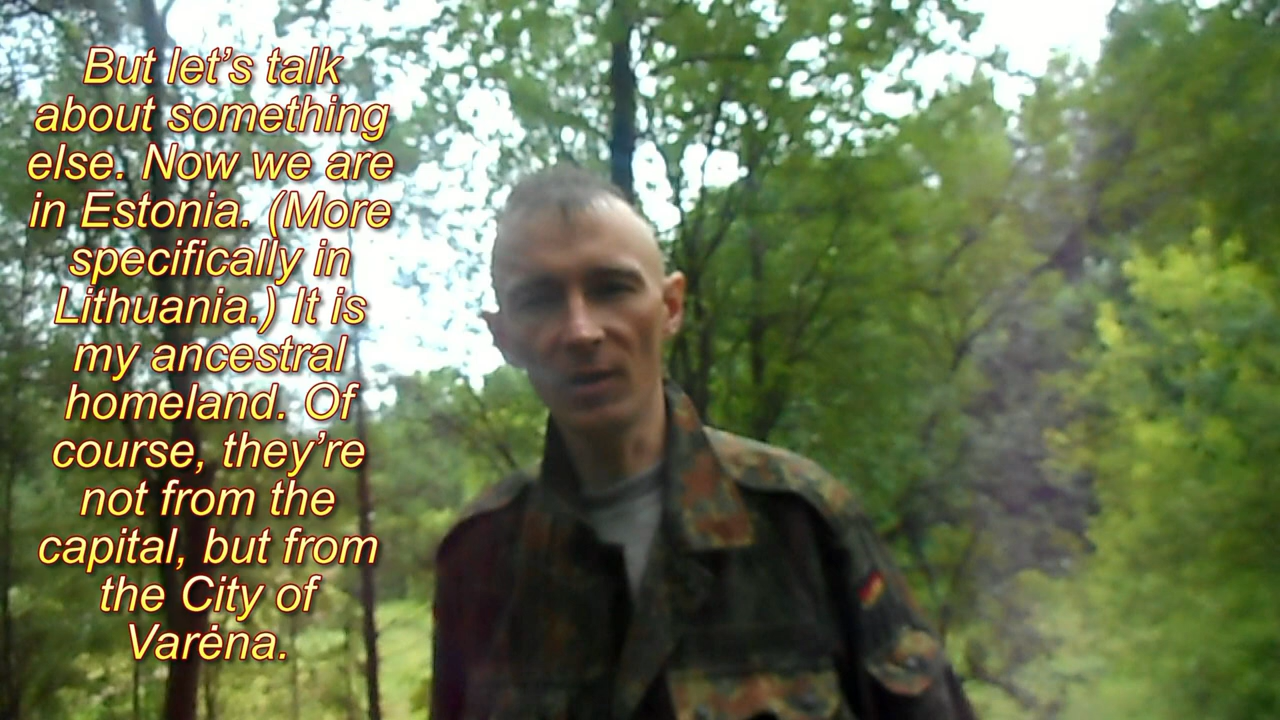 But let’s talk
about something
else. Now we are
in Estonia. (More
specifically in
Lithuania.) It is
my ancestral
homeland. Of
course, they’re
not from the
capital, but from
the City of
Varėna.